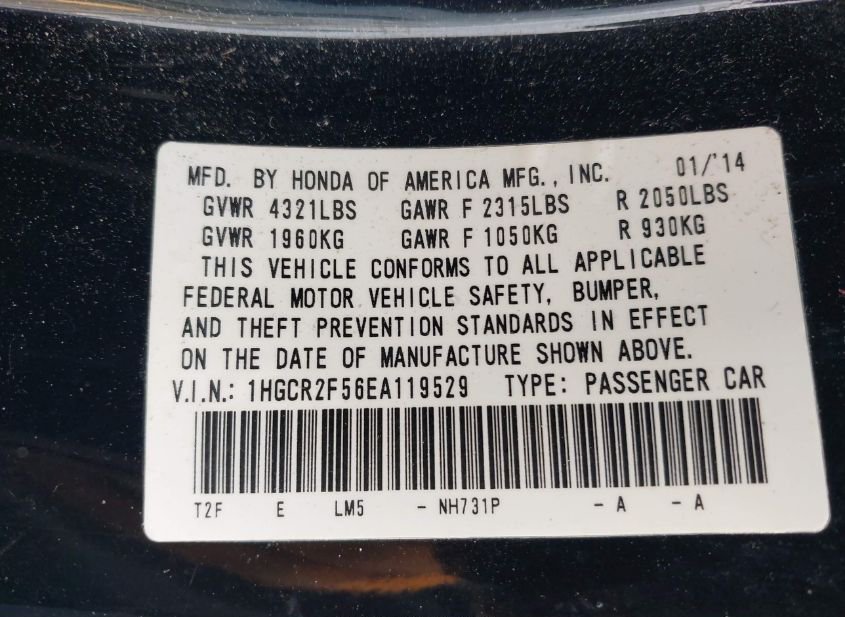 MFD. BY HONDA OF AMERICA MFG., INC. 01/'14
GVWR 4321LBS GAWR F 2315LBS R 2050LBS
GVWR 1960KG GAWR F 1050KG R 930KG
THIS VEHICLE CONFORMS TO ALL APPLICABLE
FEDERAL MOTOR VEHICLE SAFETY, BUMPER,
AND THEFT PREVENTION STANDARDS IN EFFECT
ON THE DATE OF MANUFACTURE SHOWN ABOVE.
V.I.N.: 1HGCR2F56EA119529 TYPE: PASSENGER CAR
T2F E LM5 - NH731P - A - A